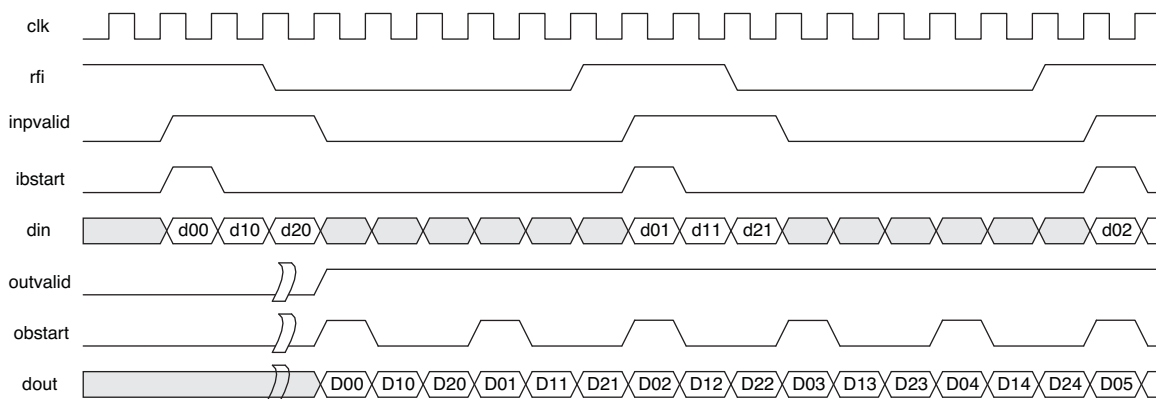 clk
rfi
inpvalid
ibstart
din d00 d10 d20 d01 d11 d21 d02
outvalid
obstart
dout D00 D10 D20 D01 D11 D21 D02 D12 D22 D03 D13 D23 D04 D14 D24 D05